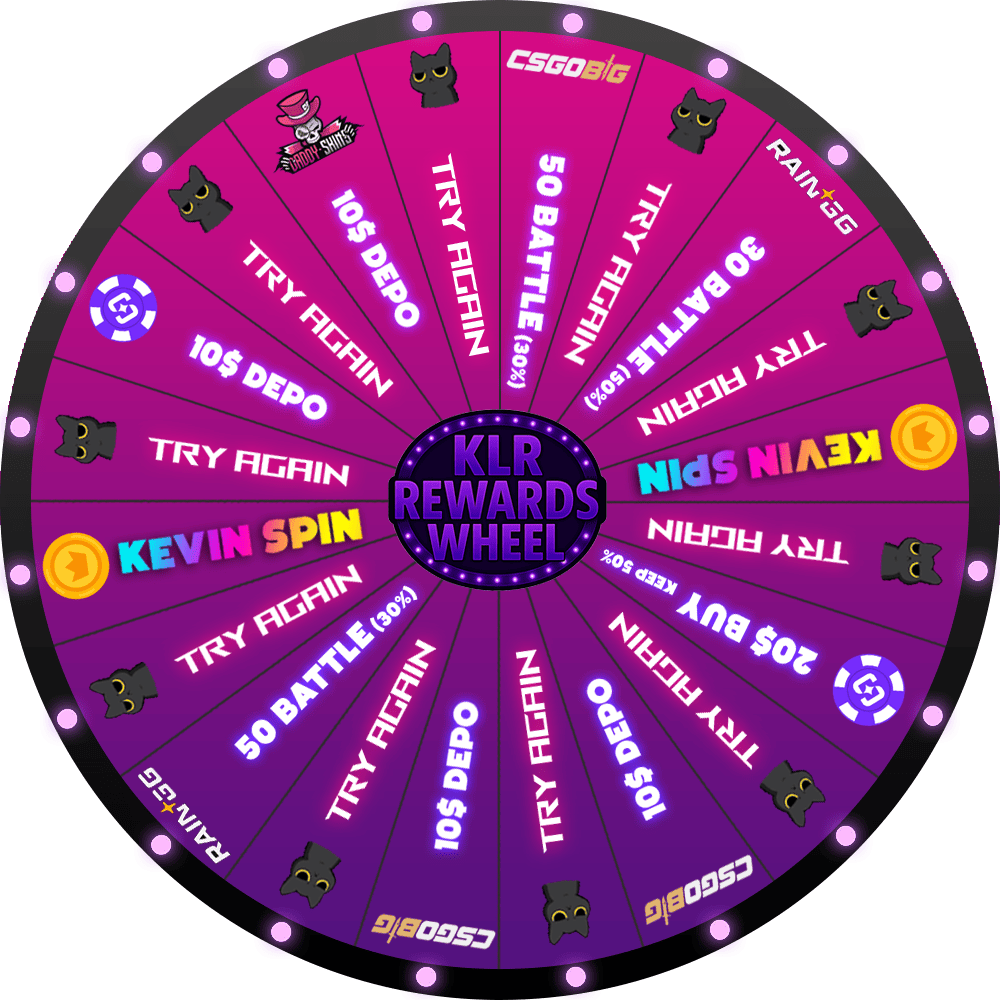 CSGOBIG
50 BATTLE (30%)
TRY AGAIN
RAIN GG
30 BATTLE (50%)
TRY AGAIN
KEVIN SPIN
TRY AGAIN
20$ BUY KEEP 50%
TRY AGAIN
CSGOBIG
10$ DEPO
TRY AGAIN
CSGOBIG
10$ DEPO
TRY AGAIN
RAIN GG
50 BATTLE (30%)
TRY AGAIN
KEVIN SPIN
TRY AGAIN
10$ DEPO
TRY AGAIN
DADDY-SKINS
10$ DEPO
TRY AGAIN
KLR
REWARDS
WHEEL